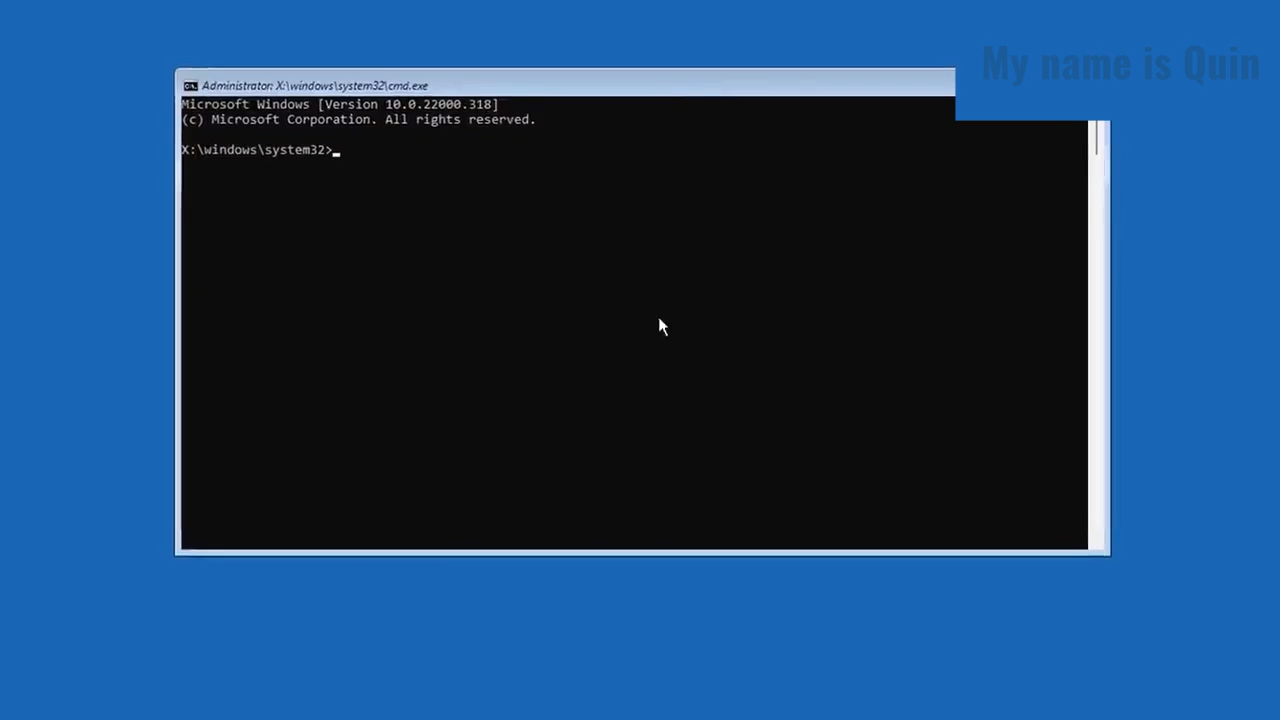 My name is Quin
Administrator: X:\windows\system32\cmd.exe
Microsoft Windows [Version 10.0.22000.318]
(c) Microsoft Corporation. All rights reserved.
X:\windows\system32>